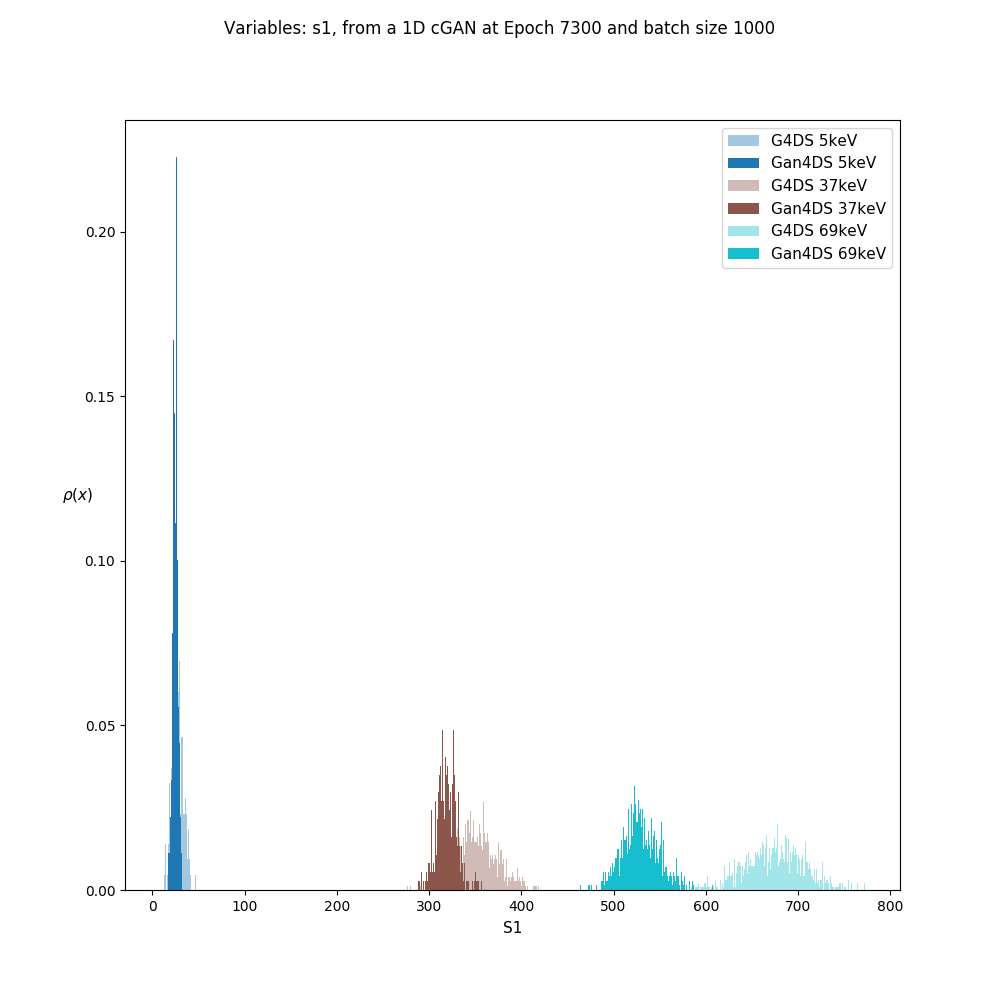 Variables: s1, from a 1D cGAN at Epoch 7300 and batch size 1000
G4DS 5keV
Gan4DS 5keV
G4DS 37keV
Gan4DS 37keV
G4DS 69keV
Gan4DS 69keV
0.20
0.15
ρ(x)
0.10
0.05
0.00
0 100 200 300 400 500 600 700 800
S1